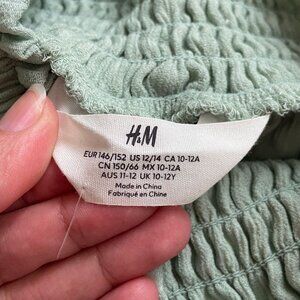 H&M
EUR 146/152 US 12/14 CA 10-12A
CN 150/66 MX 10-12A
AUS 11-12 UK 10-12Y
Made in China
Fabriqué en Chine